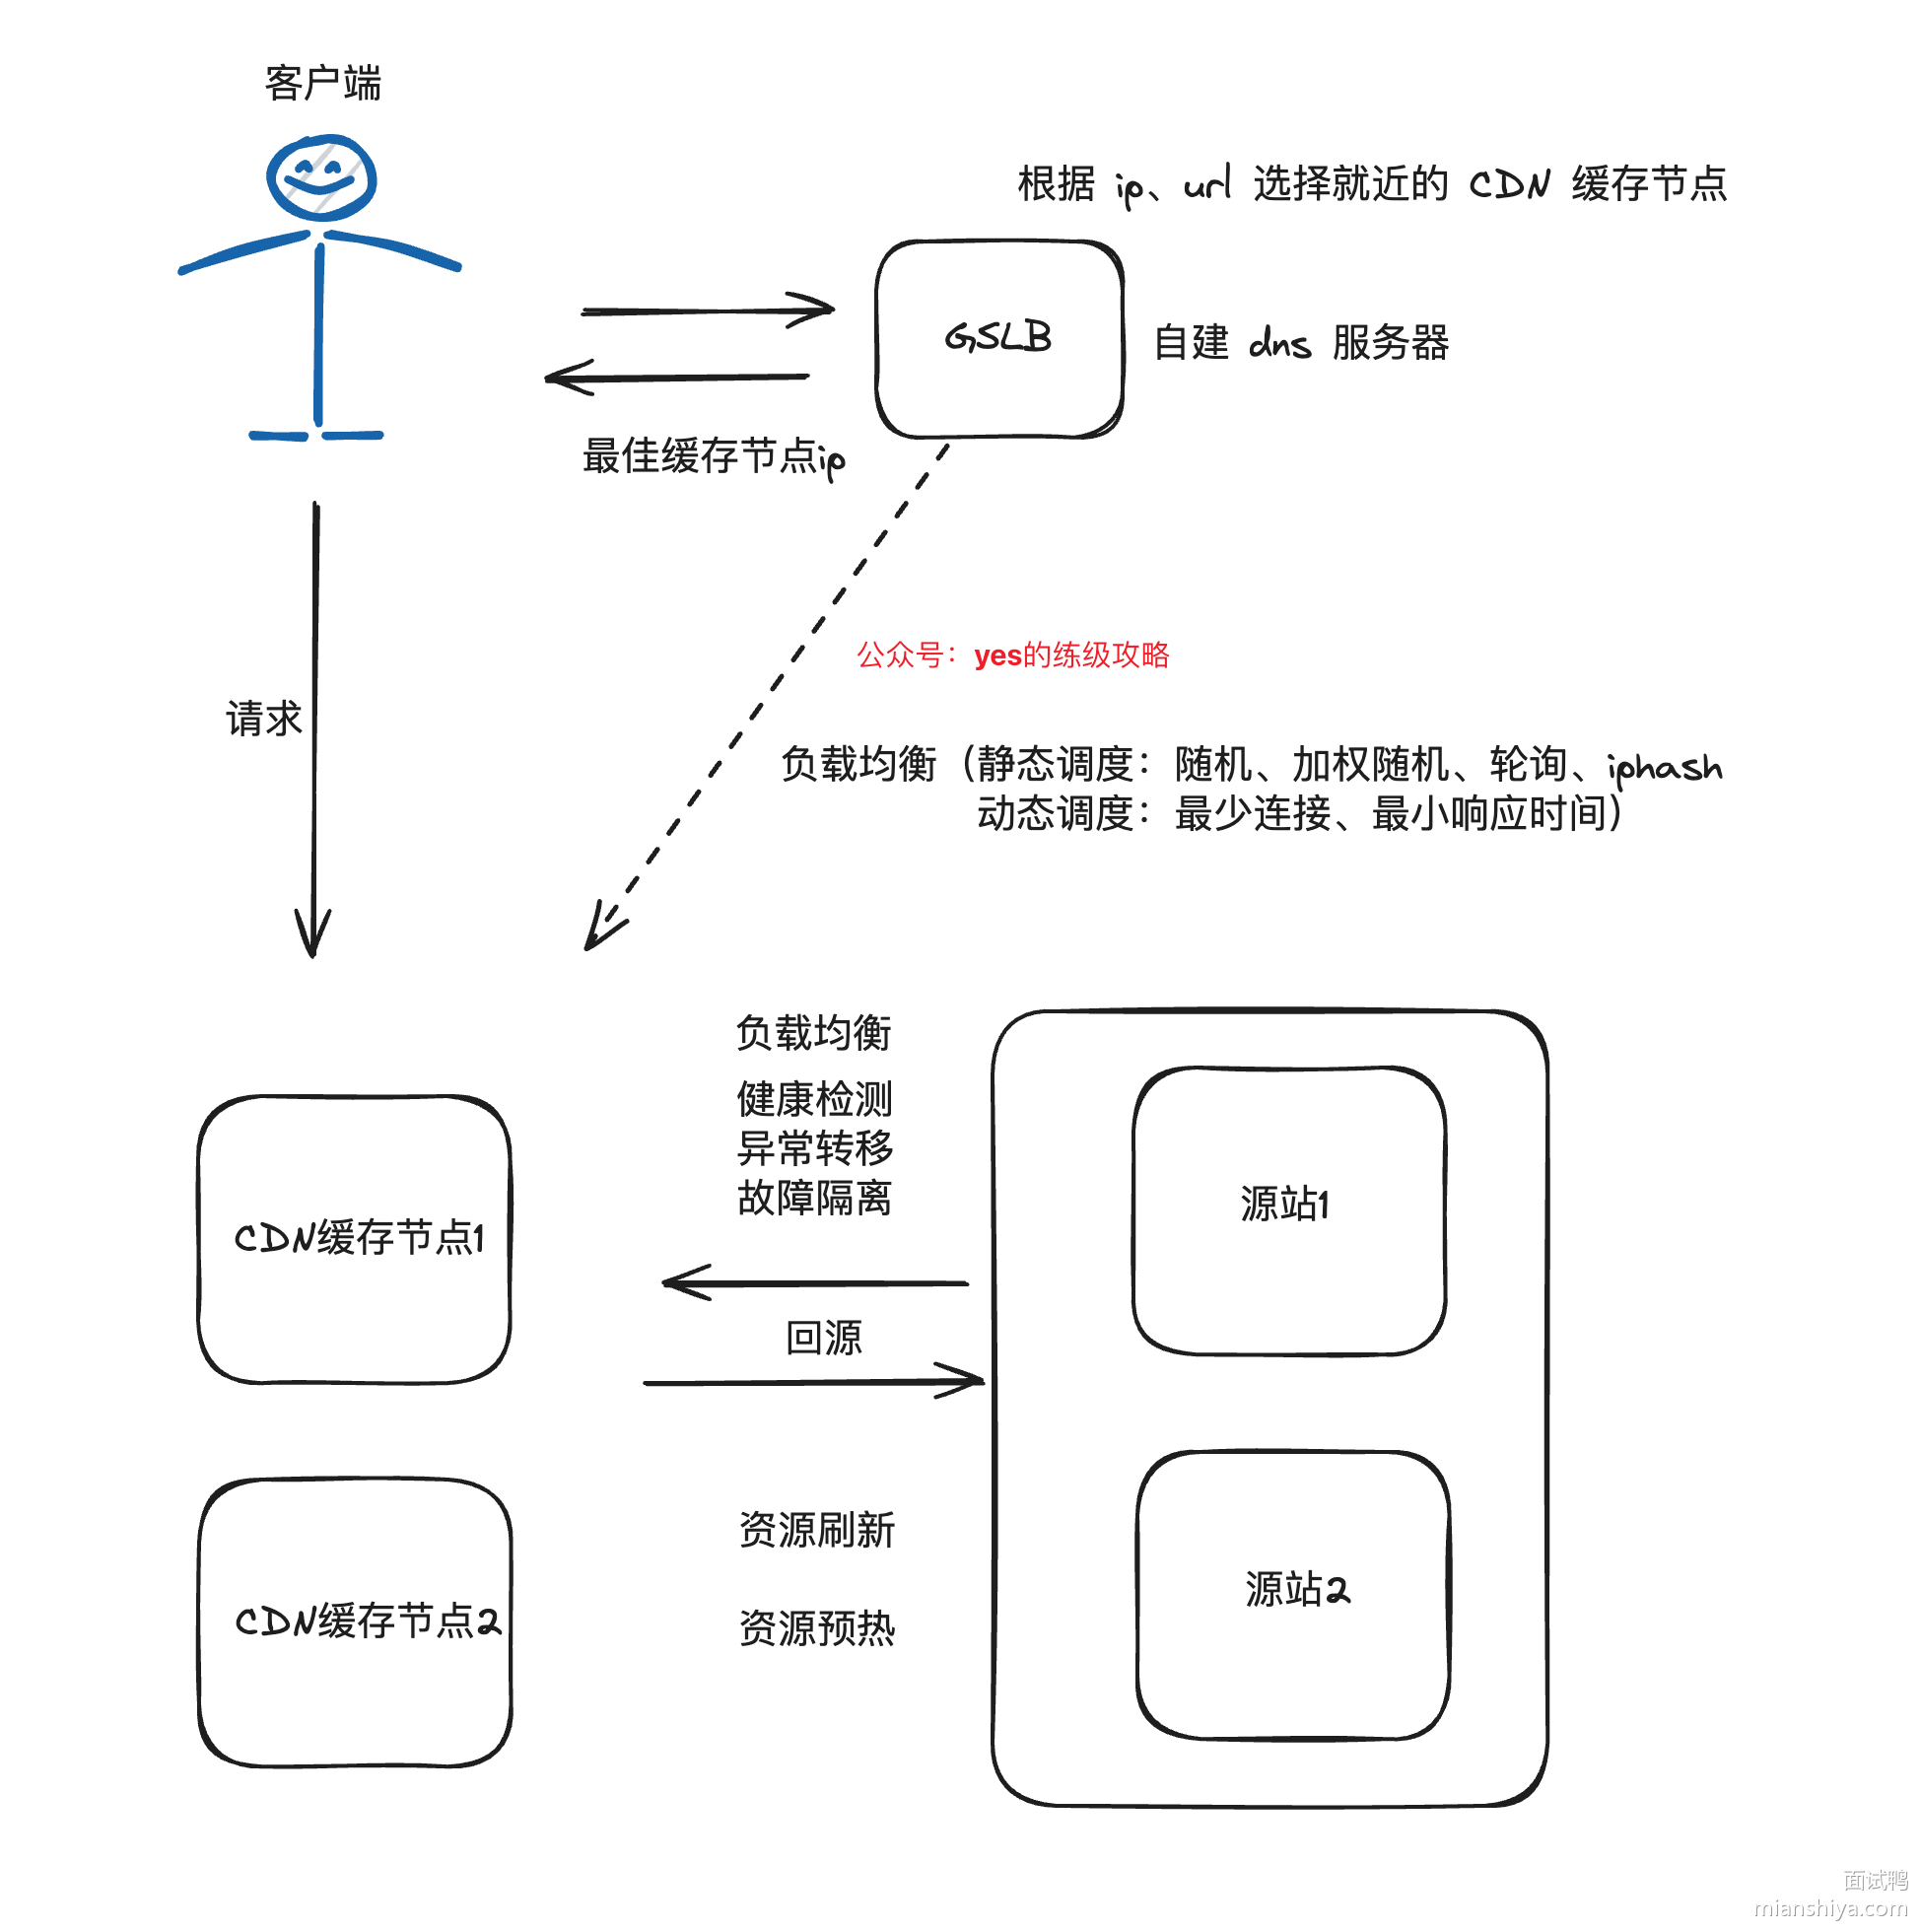 客户端
根据 ip、url 选择就近的 CDN 缓存节点
GSLB
自建 dns 服务器
最佳缓存节点ip
公众号：yes的练级攻略
请求
负载均衡（静态调度：随机、加权随机、轮询、iphash
动态调度：最少连接、最小响应时间）
负载均衡
健康检测
异常转移
故障隔离
源站1
CDN缓存节点1
回源
资源刷新
源站2
CDN缓存节点2
资源预热
面试鸭
mianshiya.com